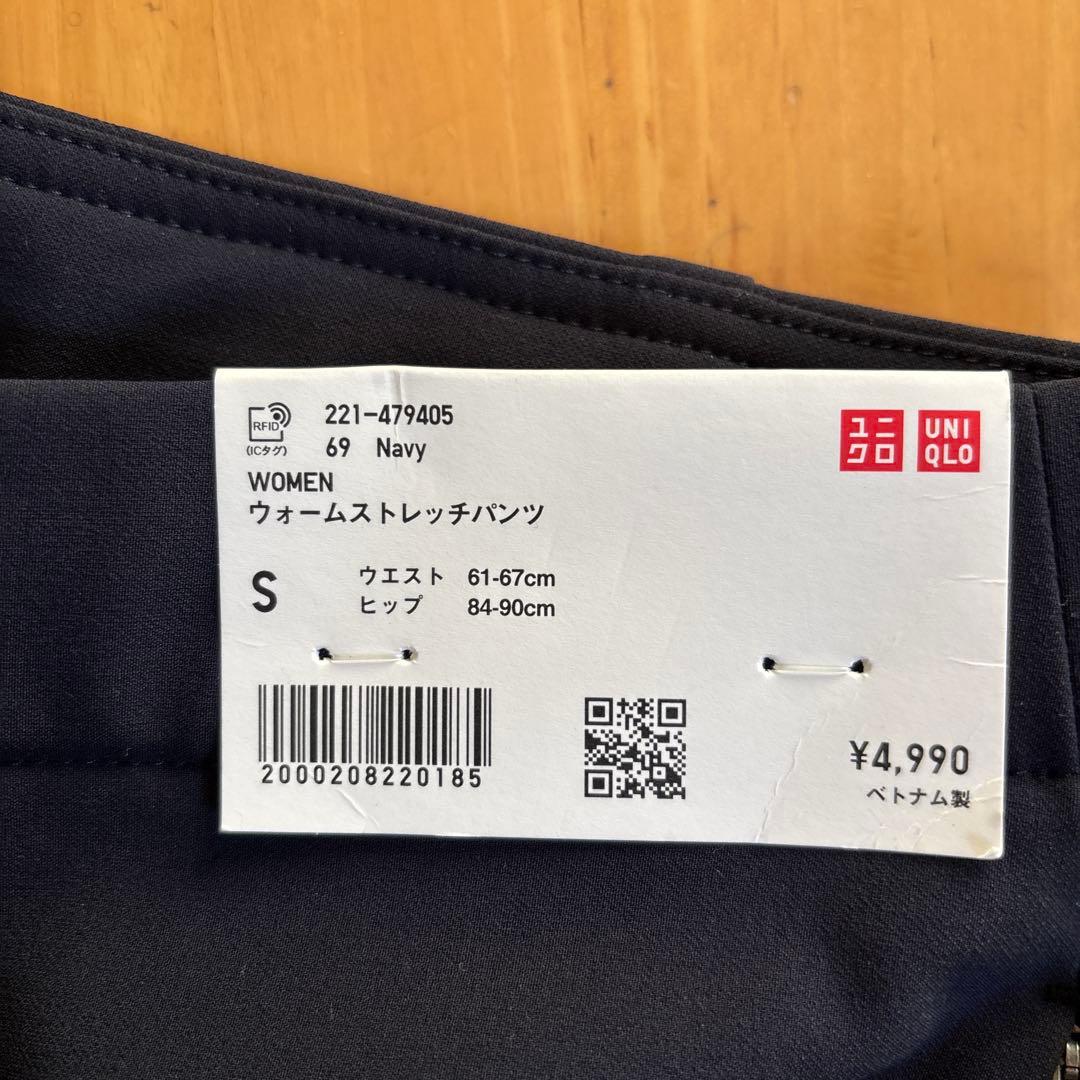 RFID
(ICタグ)
221-479405
69 Navy
ユニ
クロ
UNI
QLO
WOMEN
ウォームストレッチパンツ
S
ウエスト 61-67cm
ヒップ 84-90cm
2000208220185
¥4,990
ベトナム製